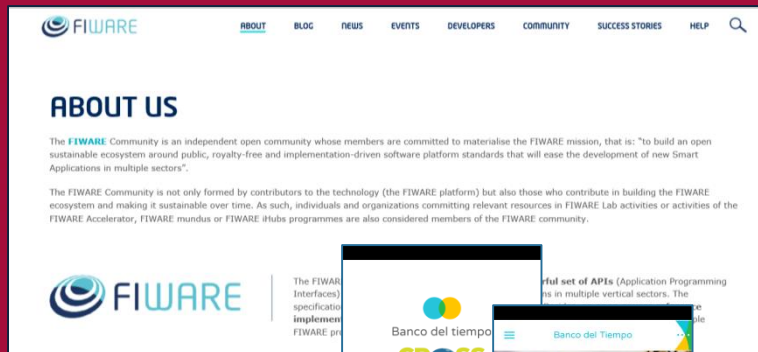 FIWARE
ABOUT BLOG NEWS EVENTS DEVELOPERS COMMUNITY SUCCESS STORIES HELP
ABOUT US
The FIWARE Community is an independent open community whose members are committed to materialise the FIWARE mission, that is: "to build an open
sustainable ecosystem around public, royalty-free and implementation-driven software platform standards that will ease the development of new Smart
Applications in multiple sectors".
The FIWARE Community is not only formed by contributors to the technology (the FIWARE platform) but also those who contribute in building the FIWARE
ecosystem and making it sustainable over time. As such, individuals and organizations committing relevant resources in FIWARE Lab activities or activities of the
FIWARE Accelerator, FIWARE mundus or FIWARE iHubs programmes are also considered members of the FIWARE community.
FIWARE
The FIWAR rful set of APIs (Application Programming
Interfaces) ns in multiple vertical sectors. The
specificatio
implemen
FIWARE pr
Banco del tiempo
Banco del Tiempo